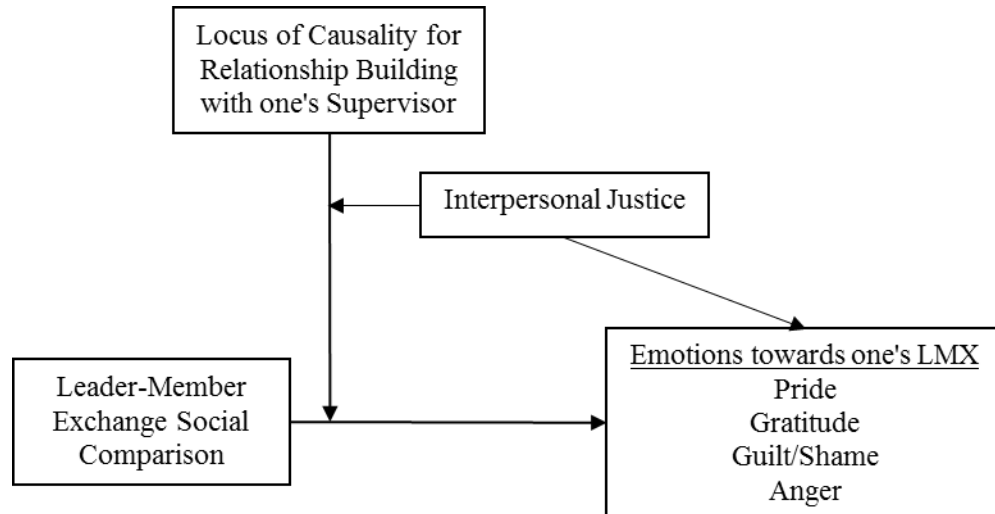 Locus of Causality for
Relationship Building
with one's Supervisor
Interpersonal Justice
Leader-Member
Exchange Social
Comparison
Emotions towards one's LMX
Pride
Gratitude
Guilt/Shame
Anger